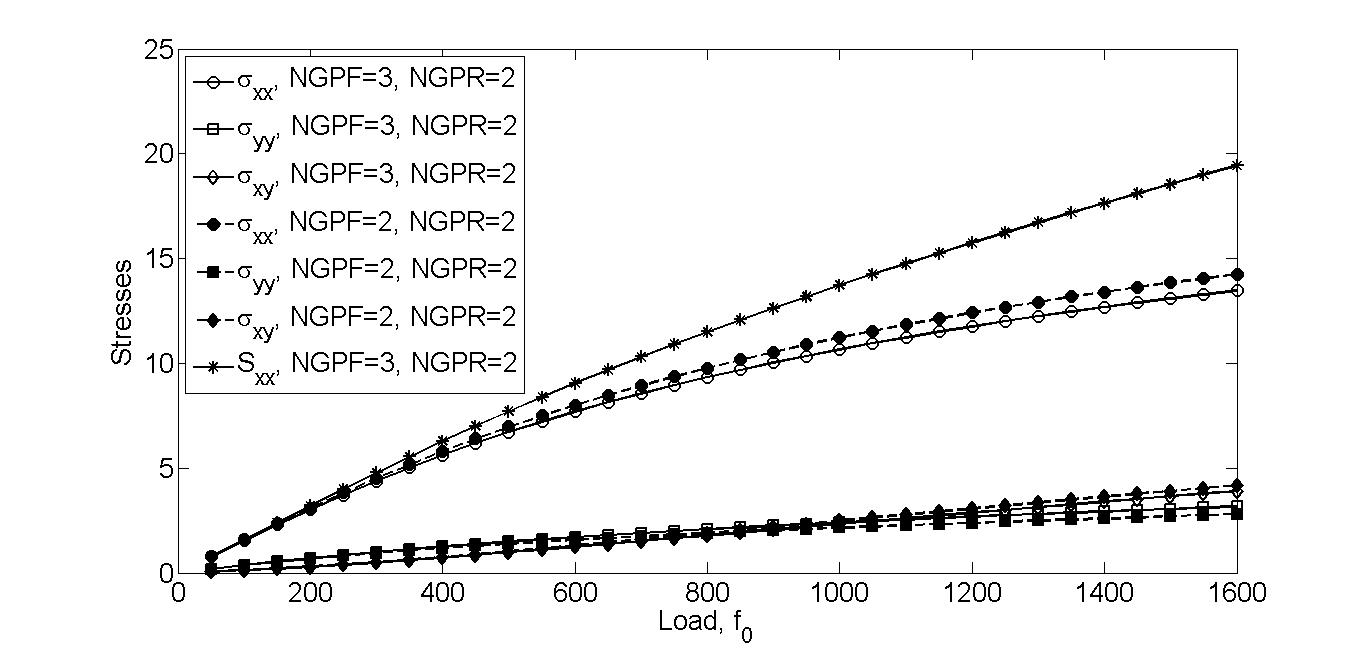 25
20
15
10
5
0
Stresses
σxx, NGPF=3, NGPR=2
σyy, NGPF=3, NGPR=2
σxy, NGPF=3, NGPR=2
σxx, NGPF=2, NGPR=2
σyy, NGPF=2, NGPR=2
σxy, NGPF=2, NGPR=2
Sxx, NGPF=3, NGPR=2
0 200 400 600 800 1000 1200 1400 1600
Load, f0